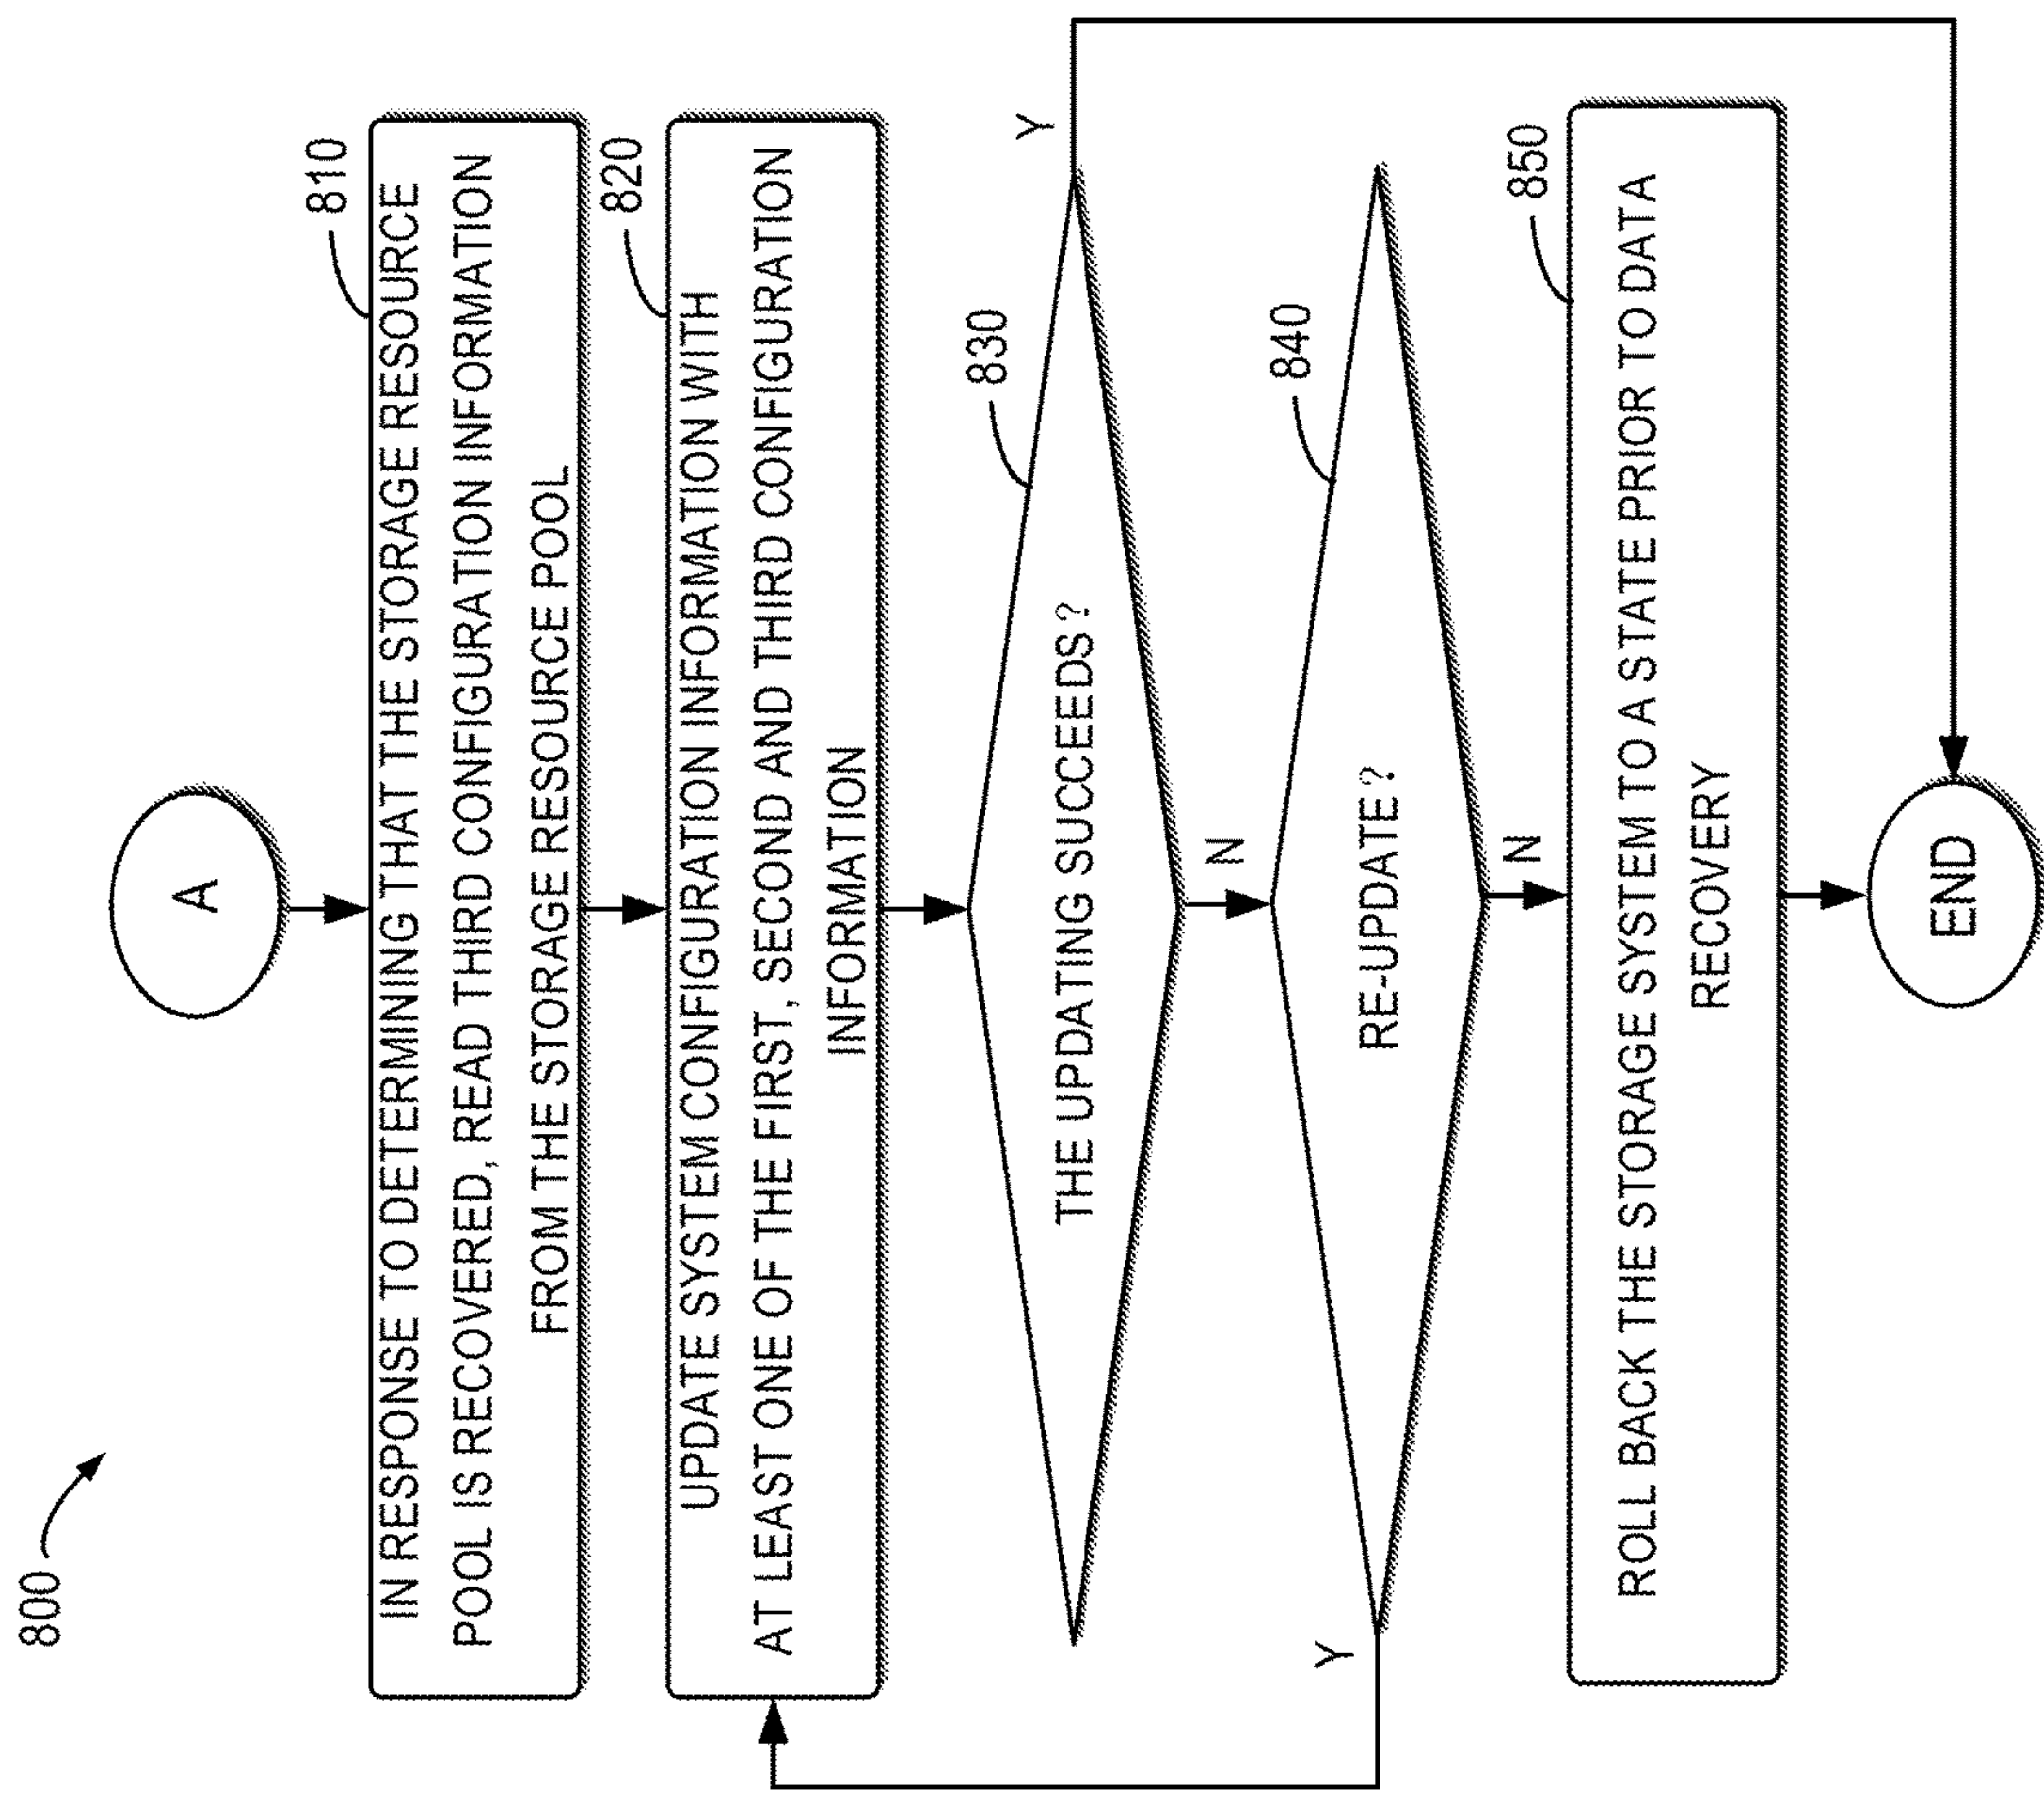 800
A
810
IN RESPONSE TO DETERMINING THAT THE STORAGE RESOURCE
POOL IS RECOVERED, READ THIRD CONFIGURATION INFORMATION
FROM THE STORAGE RESOURCE POOL
820
UPDATE SYSTEM CONFIGURATION INFORMATION WITH
AT LEAST ONE OF THE FIRST, SECOND AND THIRD CONFIGURATION
INFORMATION
830
THE UPDATING SUCCEEDS?
Y
N
840
RE-UPDATE?
Y
N
850
ROLL BACK THE STORAGE SYSTEM TO A STATE PRIOR TO DATA
RECOVERY
END